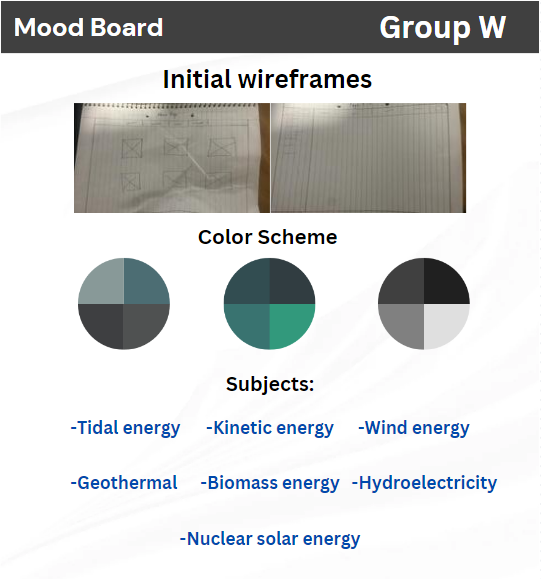 Mood Board
Group W
Initial wireframes
Color Scheme
Subjects:
-Tidal energy -Kinetic energy -Wind energy
-Geothermal -Biomass energy -Hydroelectricity
-Nuclear solar energy